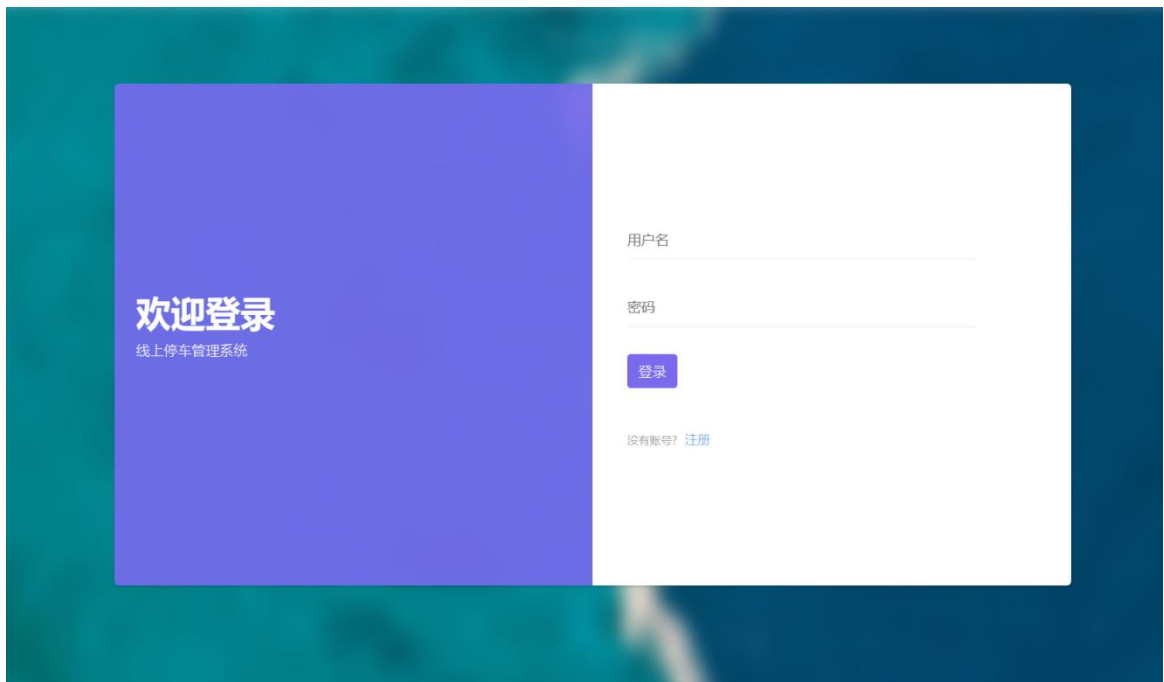 欢迎登录
线上停车管理系统
用户名
密码
登录
没有账号? 注册